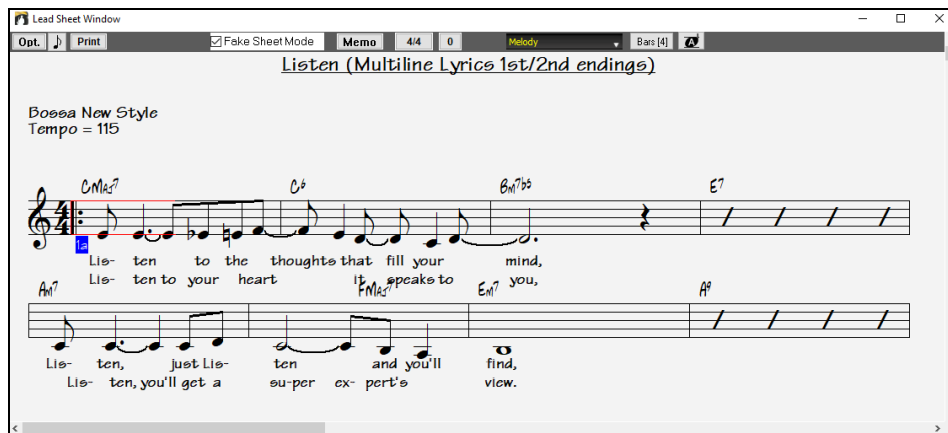 Lead Sheet Window
Opt. Print Fake Sheet Mode Memo 4/4 0 Melody Bars [4] A
Listen (Multiline Lyrics 1st/2nd endings)
Bossa New Style
Tempo = 115
CMAJ7 C6 Bm7b5 E7
4/4
1a
Lis- ten to the thoughts that fill your mind,
Lis- ten to your heart it speaks to you,
Am7 FMAJ7 Em7 A9
Lis- ten, just Lis- ten and you'll find,
Lis- ten, you'll get a su-per ex- pert's view.